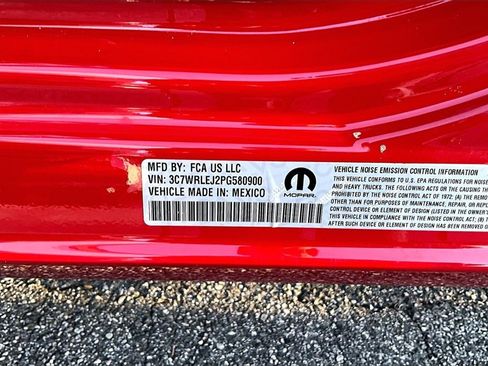 MFD BY: FCA US LLC
VIN: 3C7WRLEJ2PG580900
VEHICLE MADE IN: MEXICO
MOPAR
VEHICLE NOISE EMISSION CONTROL INFORMATION
THIS VEHICLE CONFORMS TO U.S. EPA REGULATIONS FOR NOIS
AND HEAVY TRUCKS. THE FOLLOWING ACTS OR THE CAUSING THE
PROHIBITED BY THE NOISE CONTROL ACT OF 1972: (A) THE REMO
OTHER THAN FOR PURPOSES OF MAINTENANCE, REPAIR, OR REPLA
CONTROL DEVICE OR ELEMENT OF DESIGN (LISTED IN THE OWNER'S
THIS VEHICLE IN COMPLIANCE WITH THE NOISE CONTROL ACT; (B) T
AFTER SUCH DEVICE OR ELEMENT OF DESIGN HAS BEEN REMOVED